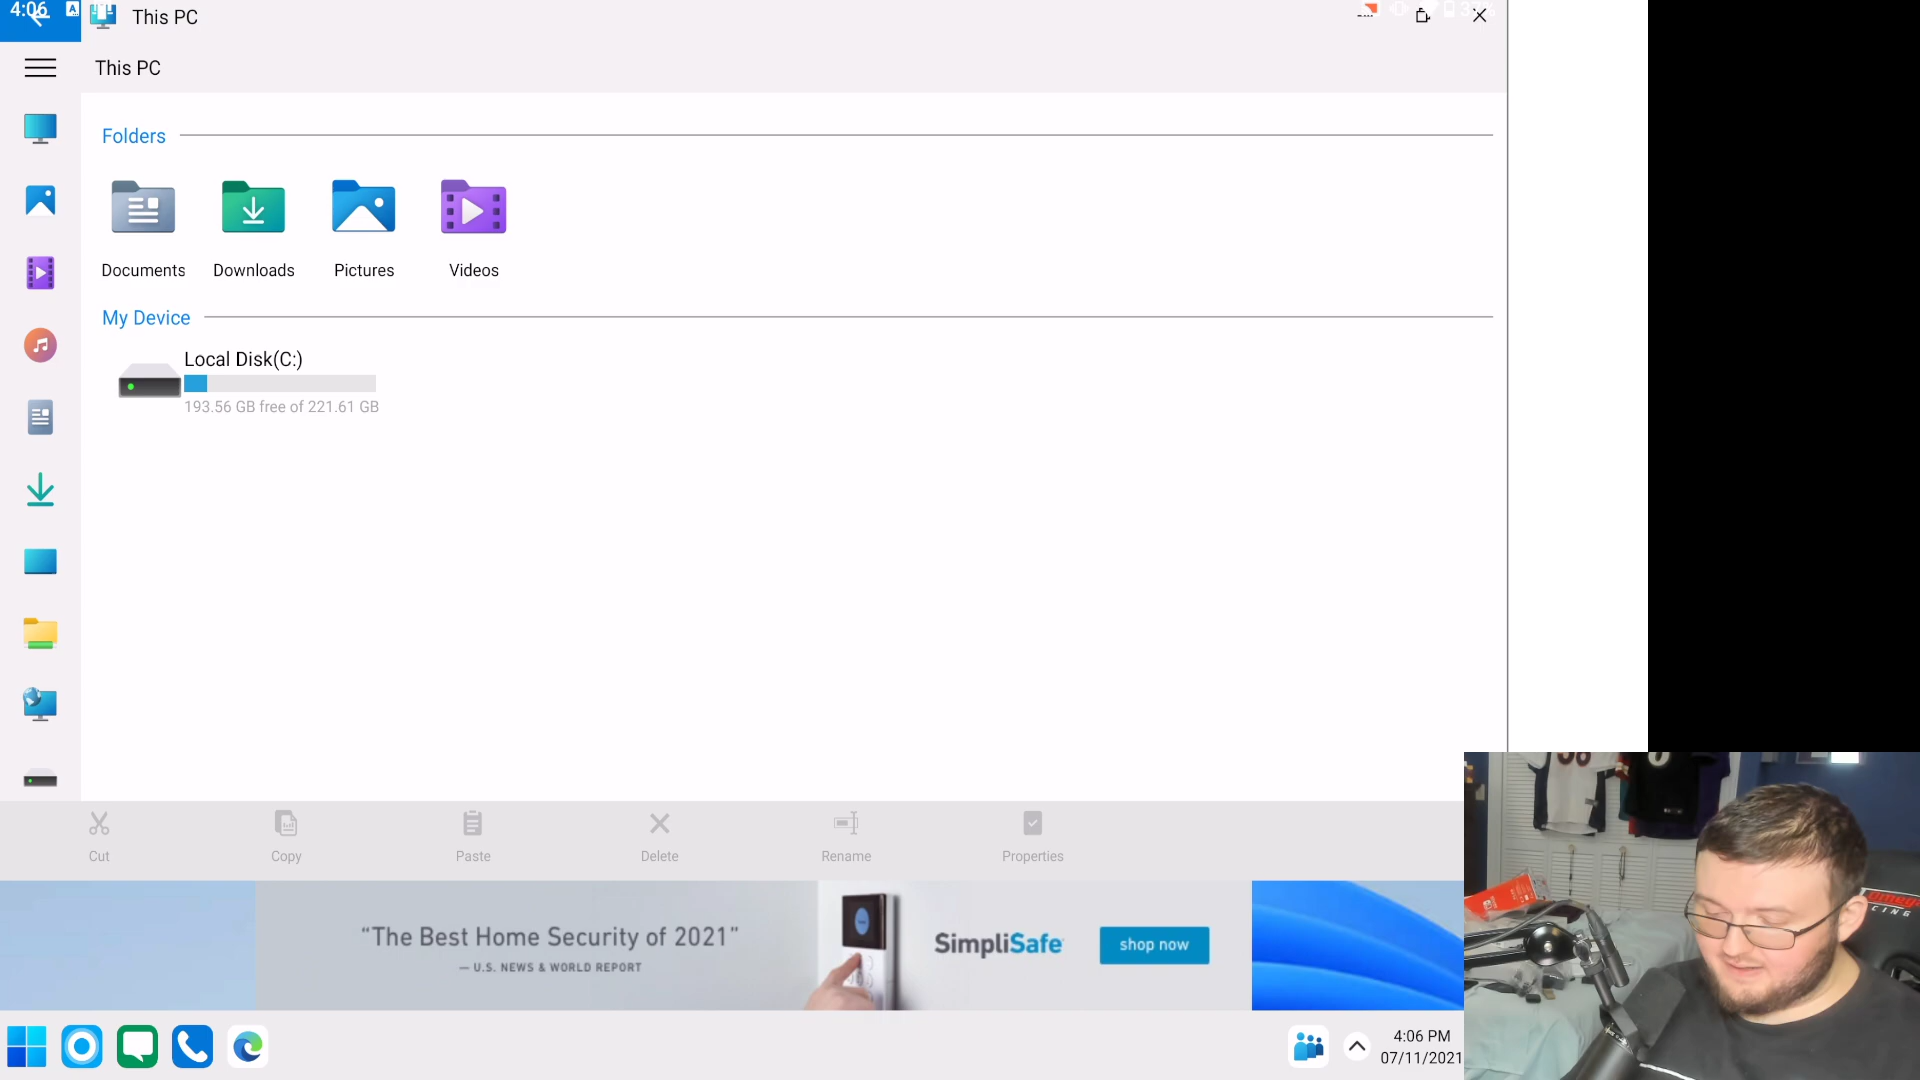 4:06
This PC
This PC
Folders
Documents
Downloads
Pictures
Videos
My Device
Local Disk(C:)
193.56 GB free of 221.61 GB
Cut
Copy
Paste
Delete
Rename
Properties
“The Best Home Security of 2021”
— U.S. NEWS & WORLD REPORT
SimpliSafe
shop now
4:06 PM
07/11/2021